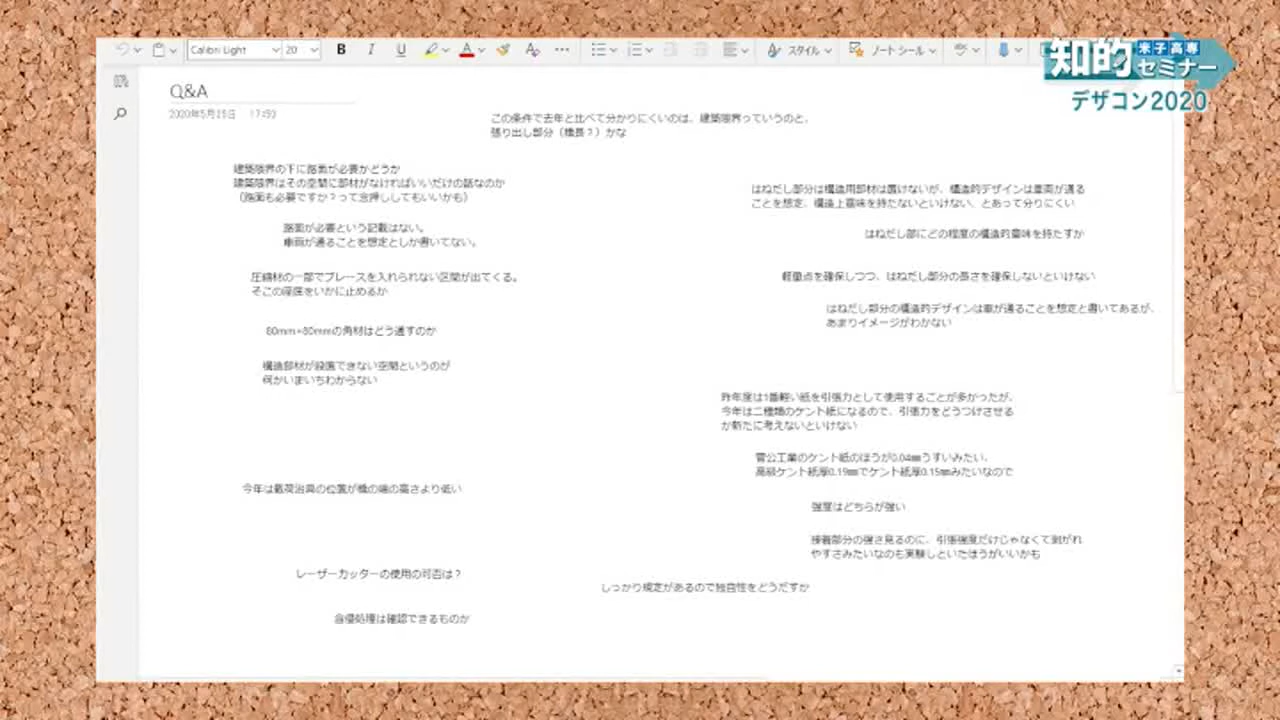 Calibri Light
20
B
I
U
スタイル
ノート シール
知的
米子高専
セミナー
デザコン2020
Q&A
2020年5月25日
この条件で去年と比べて分かりにくいのは、建築限界っていうのと、
張り出し部分（橋長？）かな
建築限界の下に路面が必要かどうか
建築限界はその空間に部材がなければいいだけの話なのか
（路面も必要ですか？って念押ししてもいいかも）
路面が必要という記載はない。
車両が通ることを想定としか書いてない。
圧縮材の一部でブレースを入れられない区間が出てくる。
そこの座屈をいかに止めるか
80mm×80mmの角材はどう通すのか
構造部材が設置できない空間というのが
何かいまいちわからない
今年は載荷治具の位置が橋の端の高さより低い
レーザーカッターの使用の可否は？
処理は確認できるものか
はねだし部分は構造用部材は置けないが、構造的デザインは車両が通る
ことを想定、構造上意味を持たないといけない、とあって分りにくい
はねだし部にどの程度の構造的意味を持たすか
軽量点を確保しつつ、はねだし部分の長さを確保しないといけない
はねだし部分の構造的デザインは車が通ることを想定と書いてあるが、
あまりイメージがわかない
昨年度は1番軽い紙を引張力として使用することが多かったが、
今年は二種類のケント紙になるので、引張力をどうつけさせる
か新たに考えないといけない
菅公工業のケント紙のほうが0.04㎜うすいみたい、
高級ケント紙厚0.19㎜でケント紙厚0.15㎜みたいなので
強度はどちらが強い
接着部分の強さ見るのに、引張強度だけじゃなくて剥がれ
やすさみたいなのも実験しといたほうがいいかも
しっかり規定があるので独自性をどうだすか